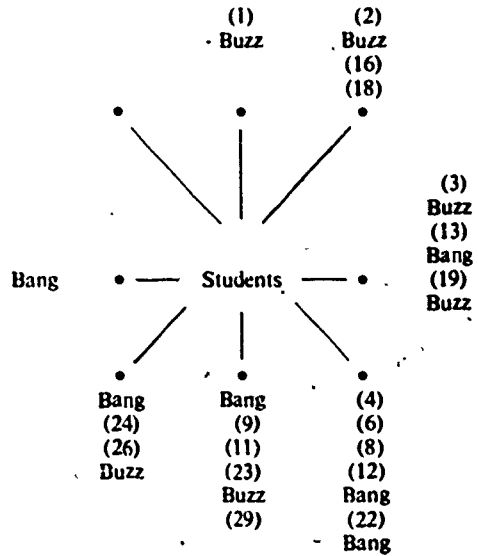 (1)
Buzz
(2)
Buzz
(16)
(18)
(3)
Buzz
(13)
Bang
(19)
Buzz
Bang
Students
Bang
(24)
(26)
Buzz
Bang
(9)
(11)
(23)
Buzz
(29)
(4)
(6)
(8)
(12)
Bang
(22)
Bang